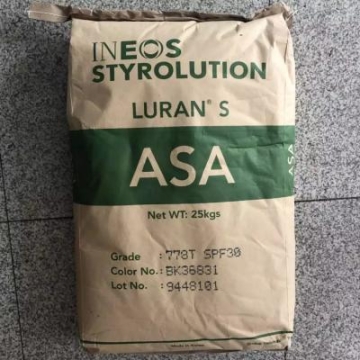 INEOS
STYROLUTION
LURAN® S
ASA
ASA
Net WT: 25kgs
Grade : 778T SPF30
Color No.: BK36831
Lot No. : 9448101